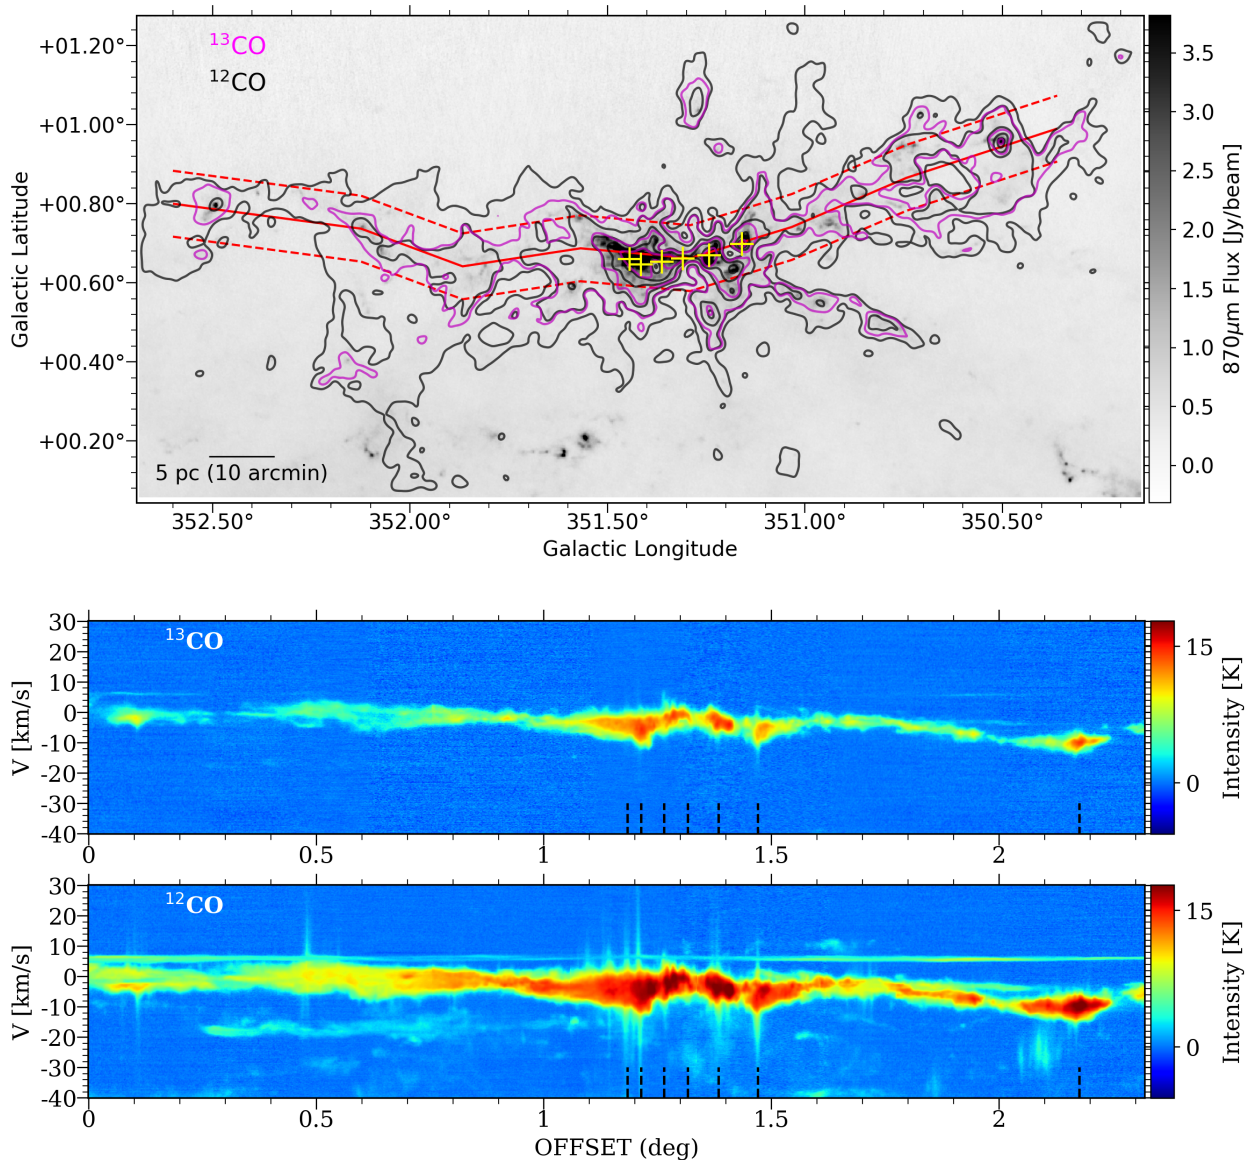 +01.20°
+01.00°
+00.80°
+00.60°
+00.40°
+00.20°
Galactic Latitude
¹³CO
¹²CO
5 pc (10 arcmin)
352.50° 352.00° 351.50° 351.00° 350.50°
Galactic Longitude
3.5
3.0
2.5
2.0
1.5
1.0
0.5
0.0
870μm Flux [Jy/beam]
¹³CO
30
20
10
0
-10
-20
-30
-40
V [km/s]
0 0.5 1 1.5 2
15
0
Intensity [K]
¹²CO
30
20
10
0
-10
-20
-30
-40
V [km/s]
0 0.5 1 1.5 2
OFFSET (deg)
15
0
Intensity [K]